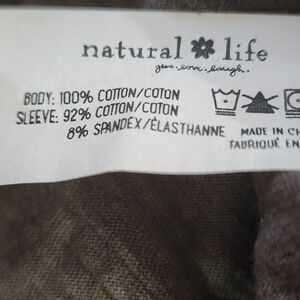 natural life
give.love.laugh.
BODY: 100% COTTON/COTON
SLEEVE: 92% COTTON/COTON
8% SPANDEX/ÉLASTHANNE
MADE IN CH
TABRIQUÉ EN